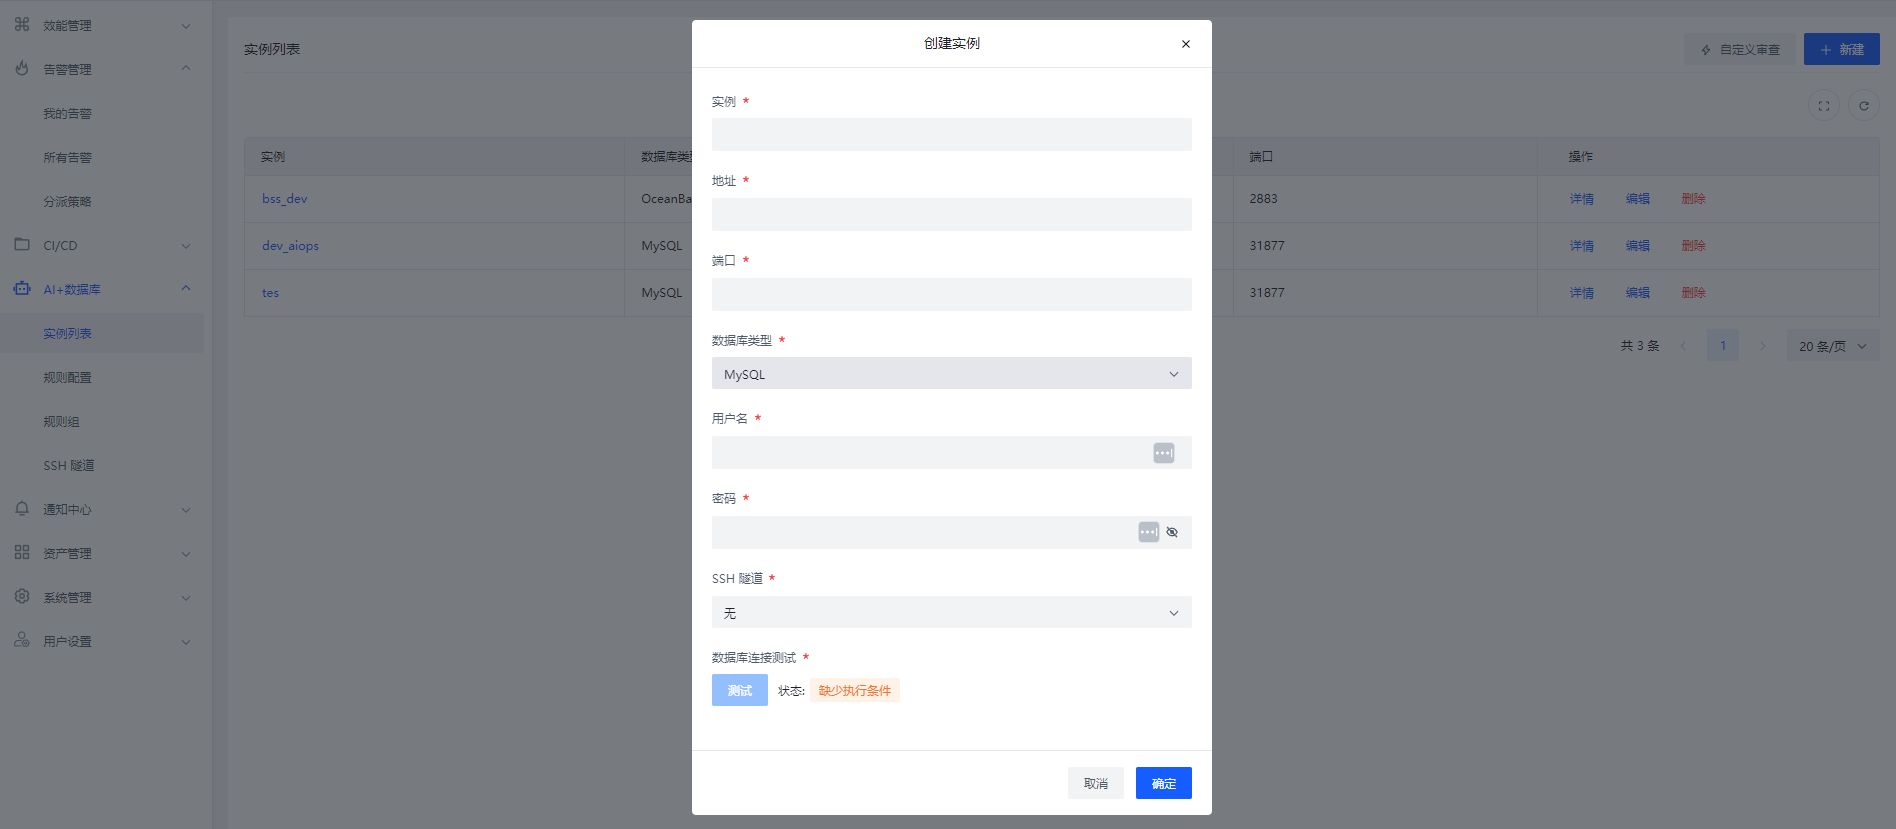 效能管理
告警管理
我的告警
所有告警
分派策略
CI/CD
AI+数据库
实例列表
规则配置
规则组
SSH 隧道
通知中心
资产管理
系统管理
用户设置
实例列表
自定义审查
新建
实例 数据库类 端口 操作
bss_dev OceanBa 2883 详情 编辑 删除
dev_aiops MySQL 31877 详情 编辑 删除
tes MySQL 31877 详情 编辑 删除
共 3 条 1 20 条/页
创建实例
实例 *
地址 *
端口 *
数据库类型 *
MySQL
用户名 *
密码 *
SSH 隧道 *
无
数据库连接测试 *
测试 状态: 缺少执行条件
取消 确定